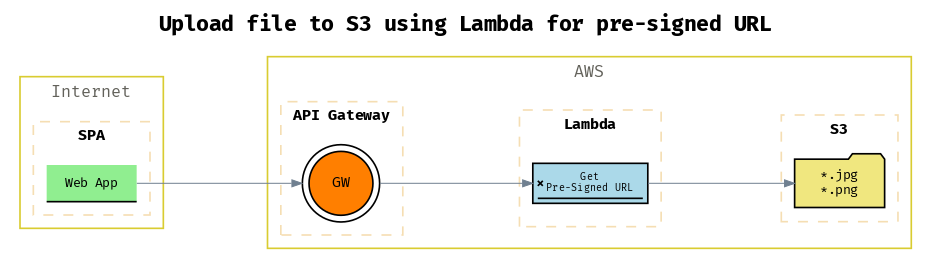 Upload file to S3 using Lambda for pre-signed URL
Internet
SPA
Web App
AWS
API Gateway
GW
Lambda
Get
Pre-Signed URL
S3
*.jpg
*.png